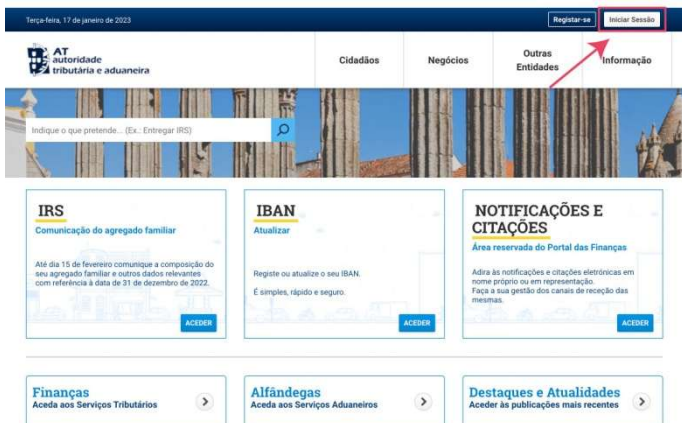 Terça-feira, 17 de janeiro de 2023
Registar-se
Iniciar Sessão
AT
autoridade
tributária e aduaneira
Cidadãos
Negócios
Outras
Entidades
Informação
Indique o que pretende... (Ex.: Entregar IRS)
IRS
Comunicação do agregado familiar
Até dia 15 de fevereiro comunique a composição do
seu agregado familiar e outros dados relevantes
com referência à data de 31 de dezembro de 2022.
ACEDER
IBAN
Atualizar
Registe ou atualize o seu IBAN.
É simples, rápido e seguro.
ACEDER
NOTIFICAÇÕES E
CITAÇÕES
Área reservada do Portal das Finanças
Adira às notificações e citações eletrónicas em
nome próprio ou em representação.
Faça a sua gestão dos canais de receção das
mesmas.
ACEDER
Finanças
Aceda aos Serviços Tributários
Alfândegas
Aceda aos Serviços Aduaneiros
Destaques e Atualidades
Aceder às publicações mais recentes